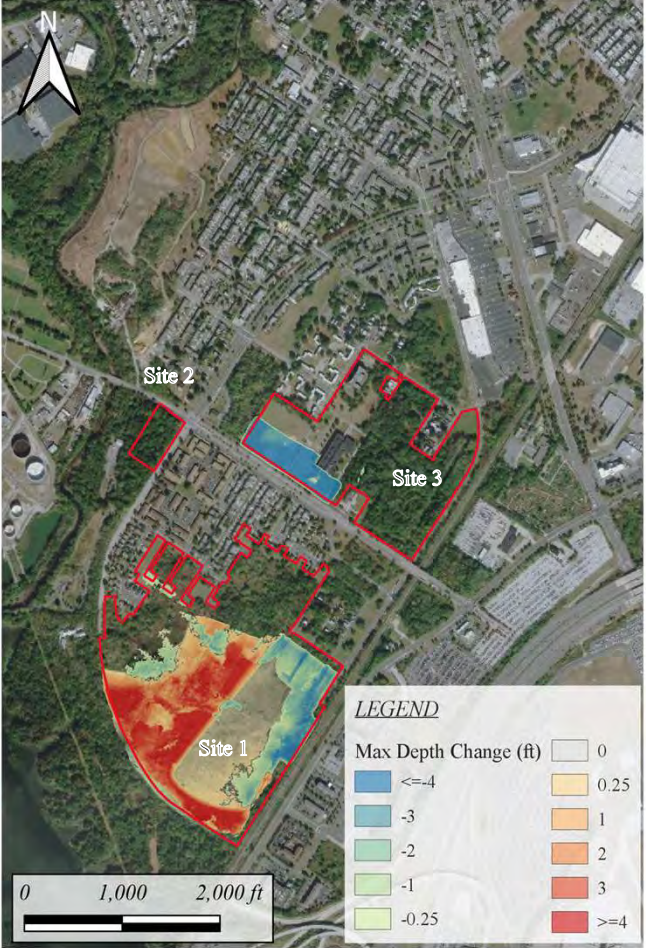 N
Site 2
Site 3
Site 1
LEGEND
Max Depth Change (ft)
<=-4
-3
-2
-1
-0.25
0
0.25
1
2
3
>=4
0 1,000 2,000 ft